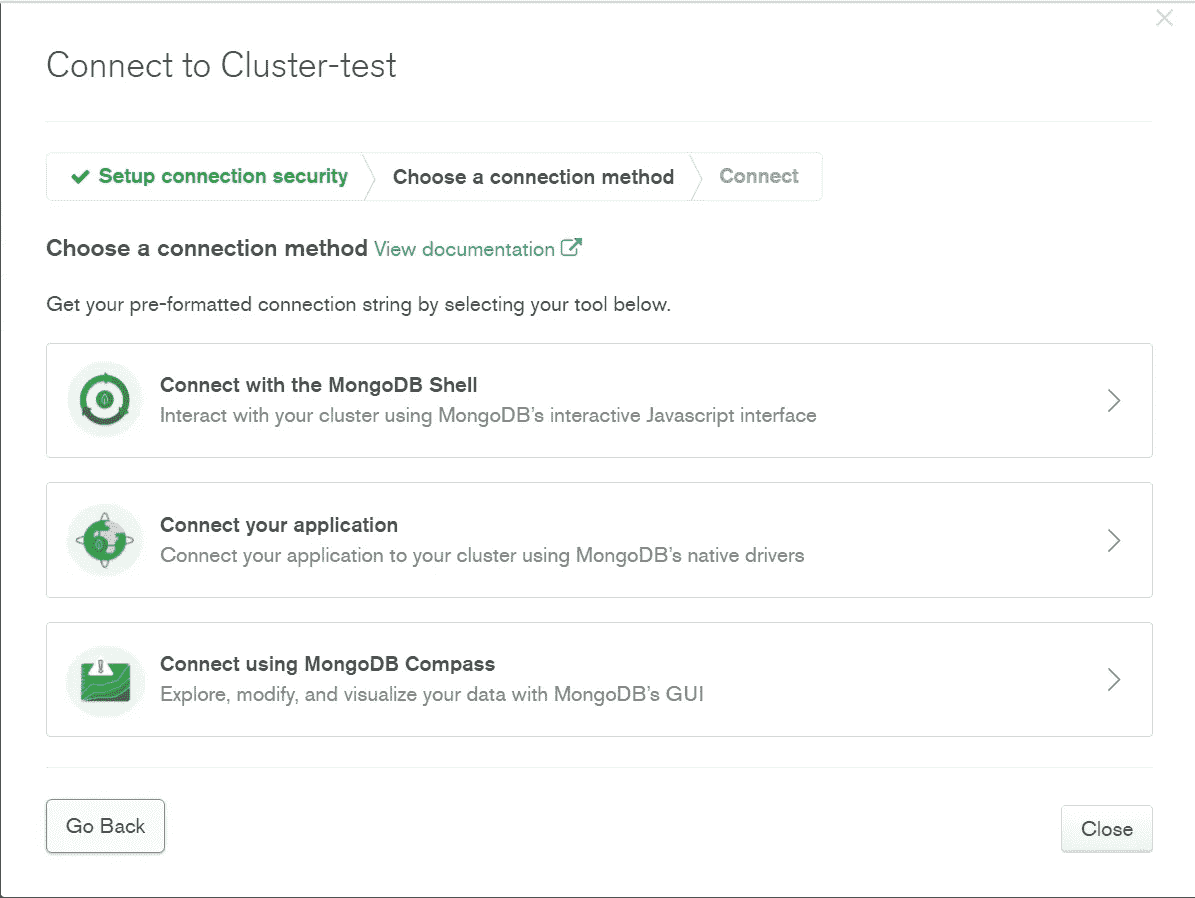 Connect to Cluster-test
Setup connection security
Choose a connection method
Connect
Choose a connection method View documentation
Get your pre-formatted connection string by selecting your tool below.
Connect with the MongoDB Shell
Interact with your cluster using MongoDB's interactive Javascript interface
Connect your application
Connect your application to your cluster using MongoDB's native drivers
Connect using MongoDB Compass
Explore, modify, and visualize your data with MongoDB's GUI
Go Back
Close